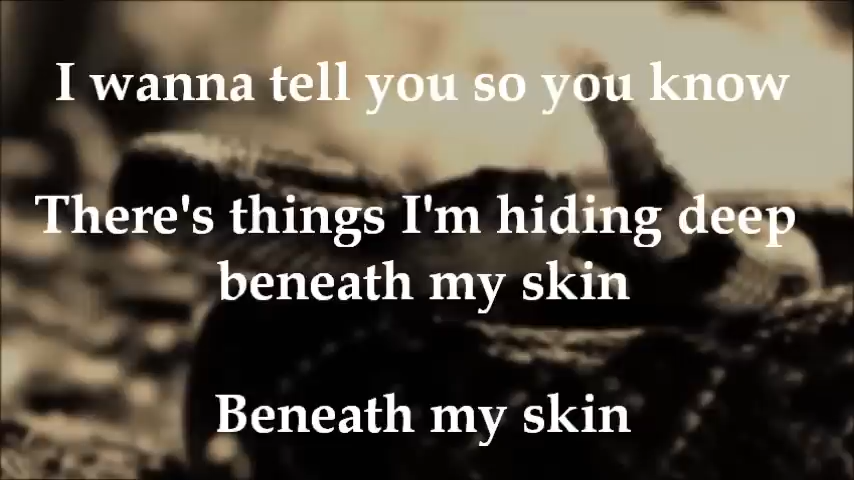 I wanna tell you so you know
There's things I'm hiding deep
beneath my skin
Beneath my skin